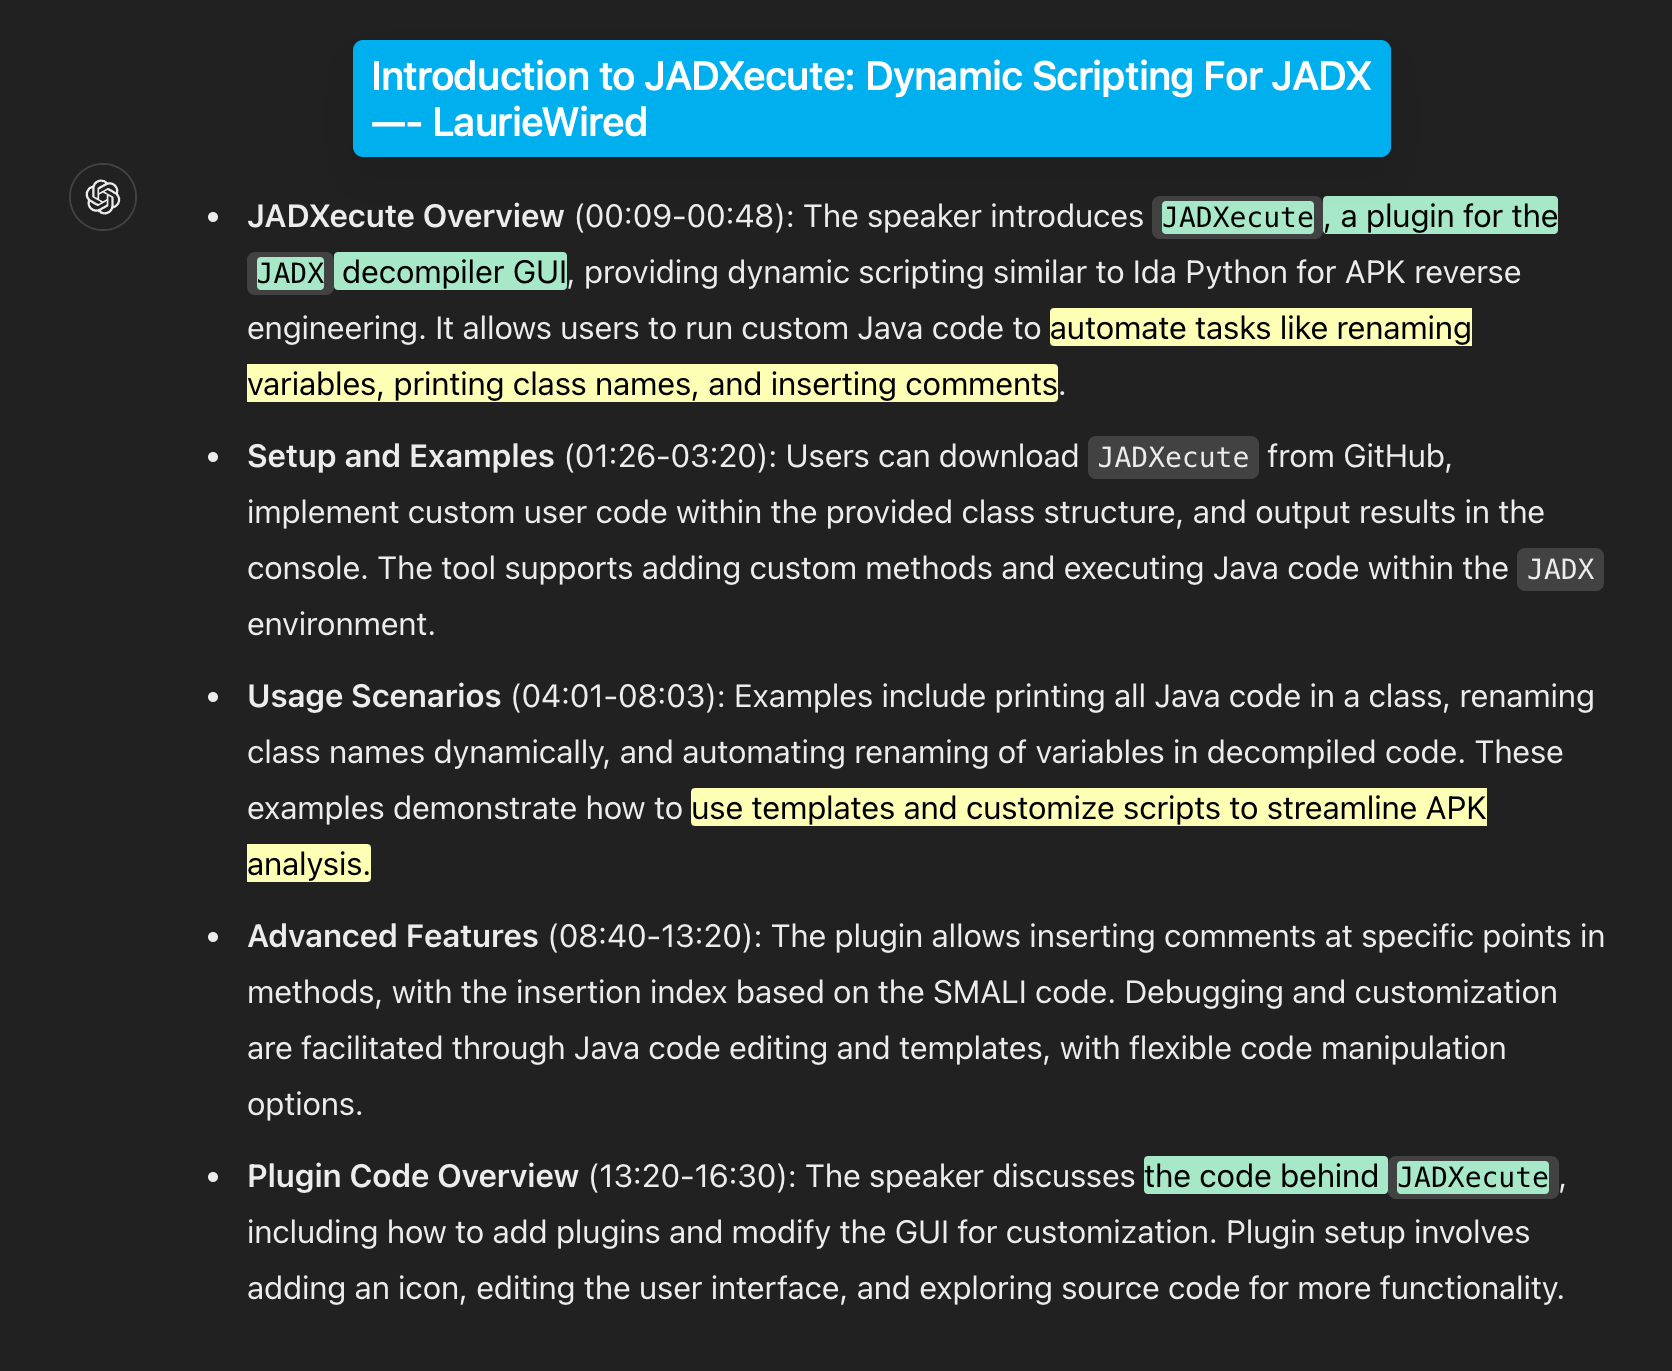 Introduction to JADXecute: Dynamic Scripting For JADX
—- LaurieWired
• JADXecute Overview (00:09-00:48): The speaker introduces JADXecute, a plugin for the
JADX decompiler GUI, providing dynamic scripting similar to Ida Python for APK reverse
engineering. It allows users to run custom Java code to automate tasks like renaming
variables, printing class names, and inserting comments.
• Setup and Examples (01:26-03:20): Users can download JADXecute from GitHub,
implement custom user code within the provided class structure, and output results in the
console. The tool supports adding custom methods and executing Java code within the JADX
environment.
• Usage Scenarios (04:01-08:03): Examples include printing all Java code in a class, renaming
class names dynamically, and automating renaming of variables in decompiled code. These
examples demonstrate how to use templates and customize scripts to streamline APK
analysis.
• Advanced Features (08:40-13:20): The plugin allows inserting comments at specific points in
methods, with the insertion index based on the SMALI code. Debugging and customization
are facilitated through Java code editing and templates, with flexible code manipulation
options.
• Plugin Code Overview (13:20-16:30): The speaker discusses the code behind JADXecute,
including how to add plugins and modify the GUI for customization. Plugin setup involves
adding an icon, editing the user interface, and exploring source code for more functionality.